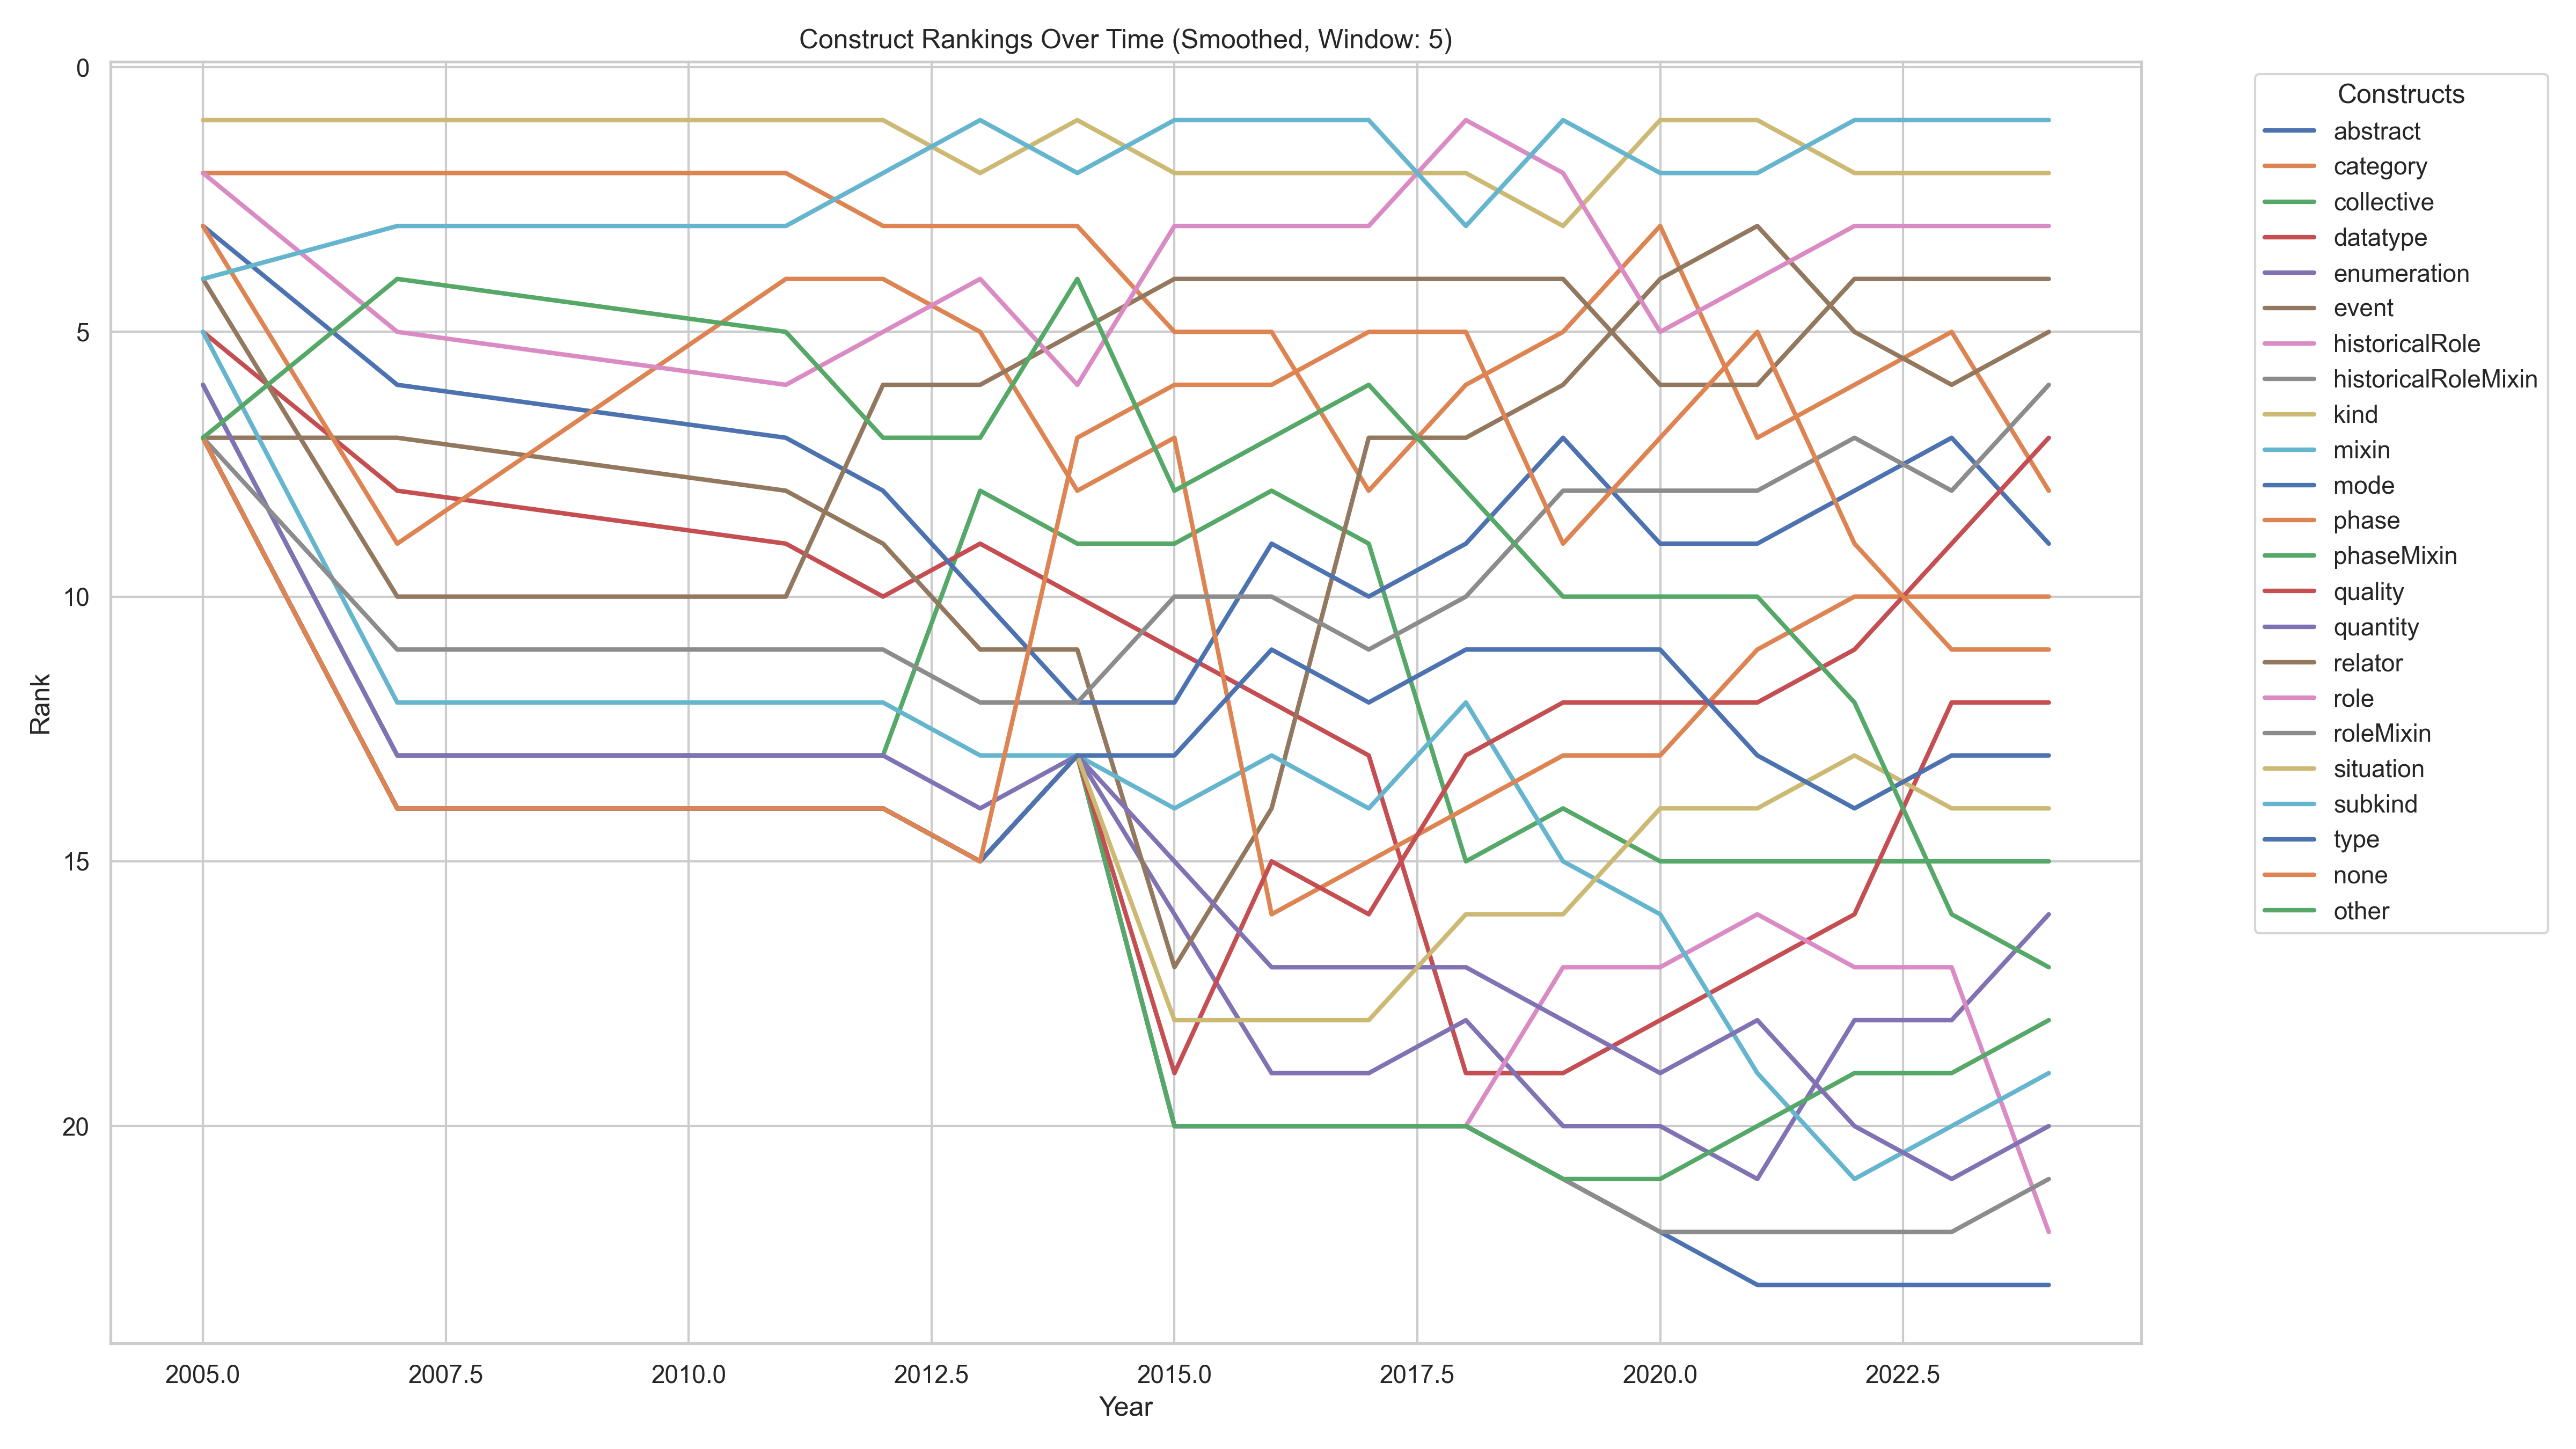 Construct Rankings Over Time (Smoothed, Window: 5)
0
5
10
15
20
Rank
2005.0
2007.5
2010.0
2012.5
2015.0
2017.5
2020.0
2022.5
Year
Constructs
abstract
category
collective
datatype
enumeration
event
historicalRole
historicalRoleMixin
kind
mixin
mode
phase
phaseMixin
quality
quantity
relator
role
roleMixin
situation
subkind
type
none
other